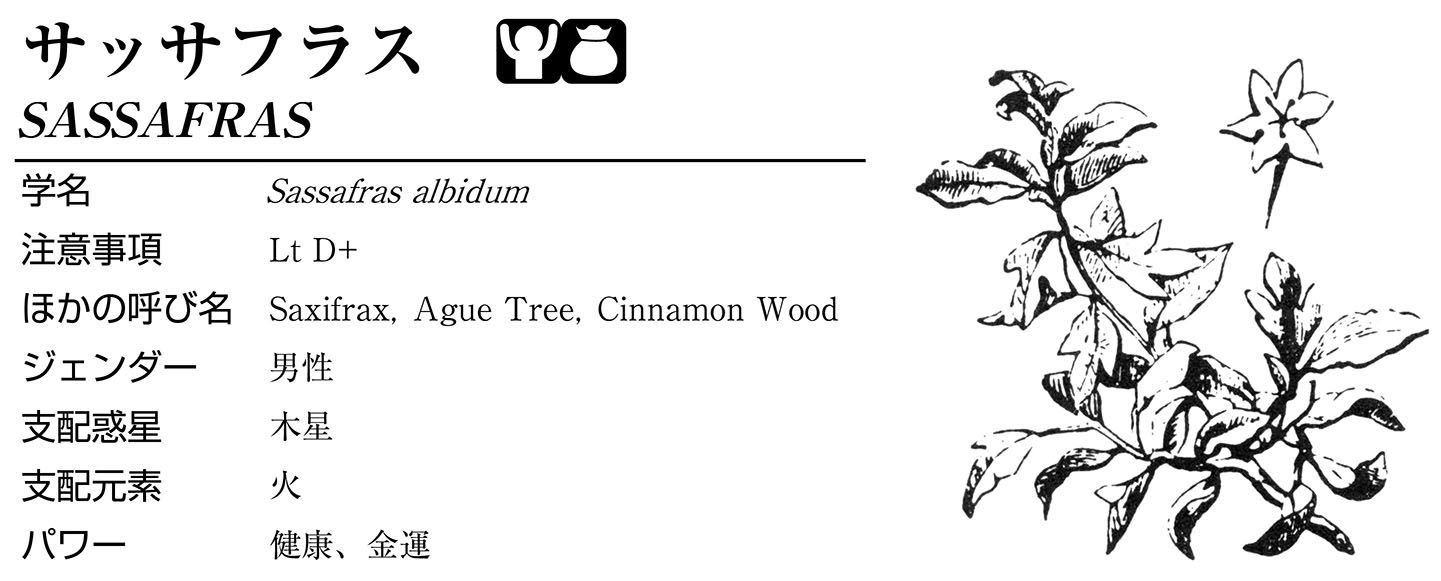 サッサフラス
SASSAFRAS
学名 Sassafras albidum
注意事項 Lt D+
ほかの呼び名 Saxifrax, Ague Tree, Cinnamon Wood
ジェンダー 男性
支配惑星 木星
支配元素 火
パワー 健康、金運